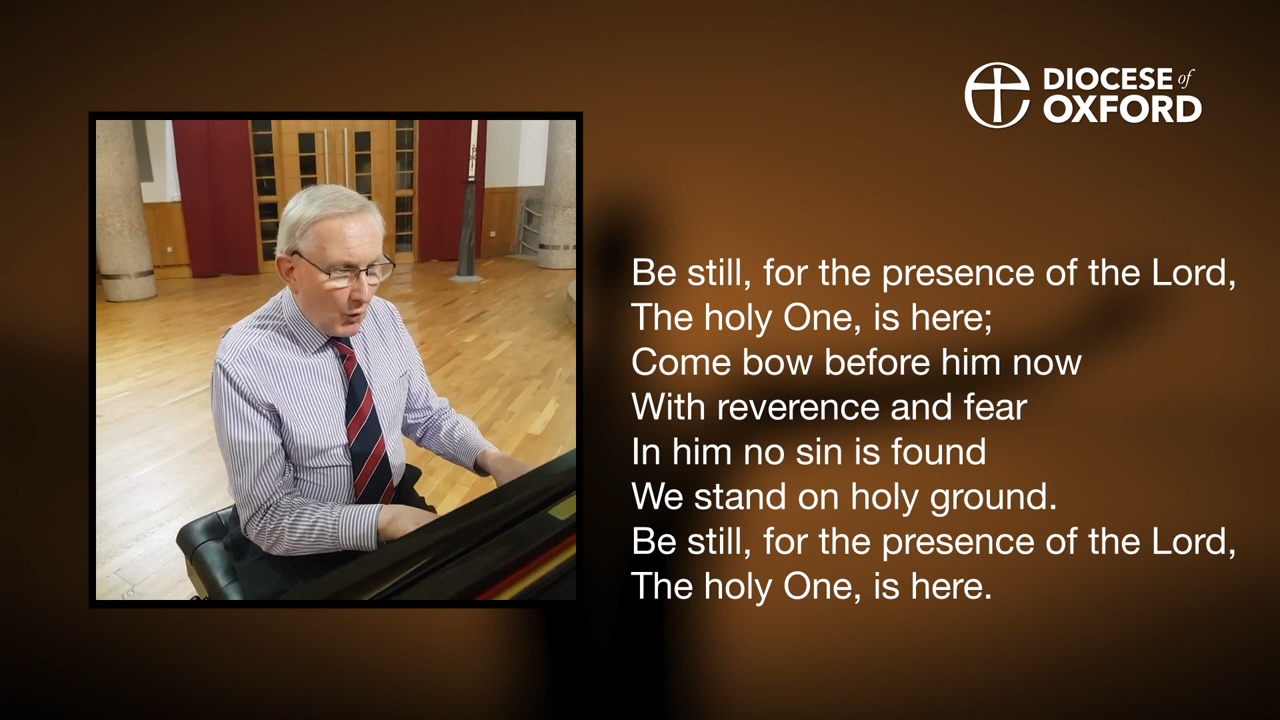 DIOCESE of
OXFORD
Be still, for the presence of the Lord,
The holy One, is here;
Come bow before him now
With reverence and fear
In him no sin is found
We stand on holy ground.
Be still, for the presence of the Lord,
The holy One, is here.